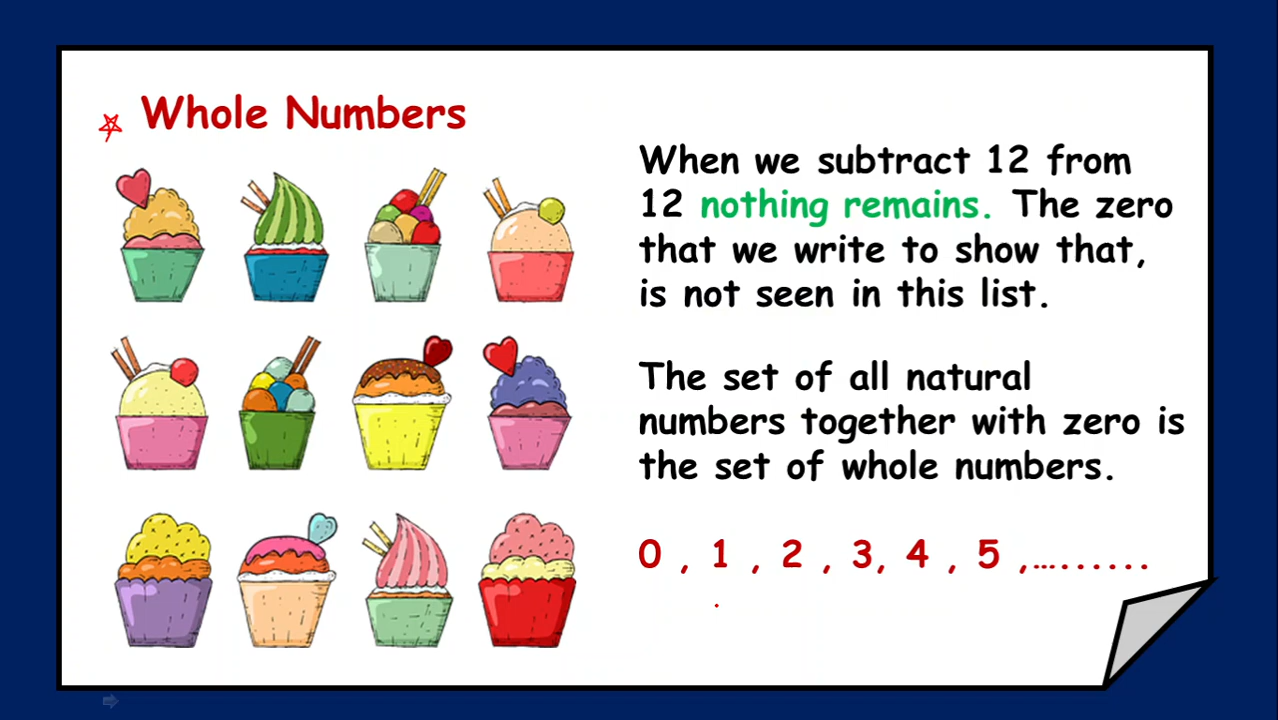 Whole Numbers
When we subtract 12 from
12 nothing remains. The zero
that we write to show that,
is not seen in this list.
The set of all natural
numbers together with zero is
the set of whole numbers.
0 , 1 , 2 , 3, 4 , 5 ,.........